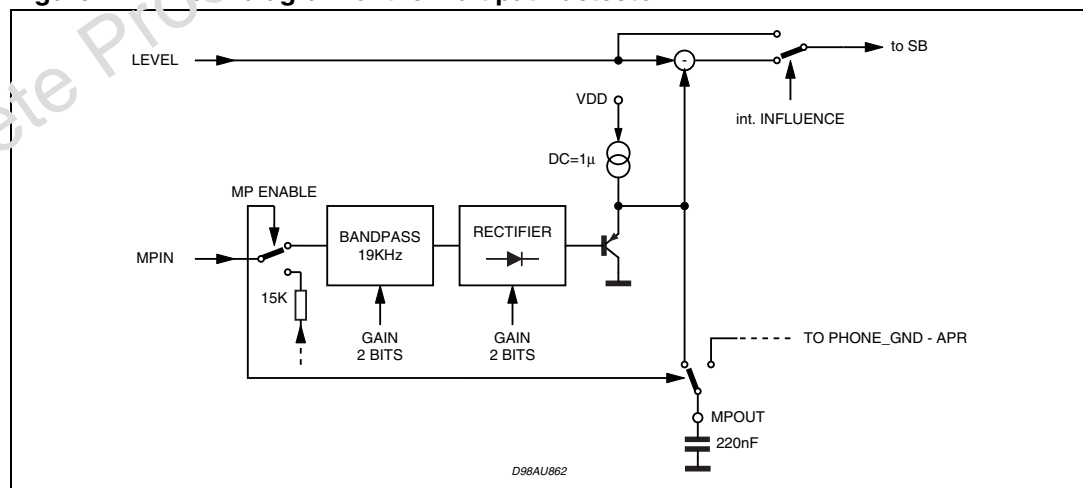 LEVEL
to SB
-
VDD
int. INFLUENCE
DC=1μ
MP ENABLE
MPIN
BANDPASS
19KHz
RECTIFIER
15K
GAIN
2 BITS
GAIN
2 BITS
TO PHONE_GND - APR
MPOUT
220nF
D98AU862